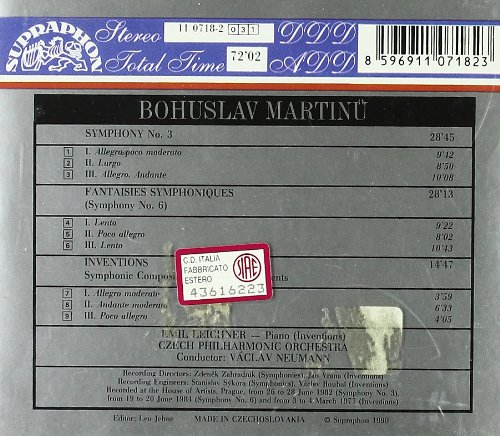 SUPRAPHON
Stereo 11 0718-2 031 DDD
Total Time 72'02 ADD
8 596911 071823
BOHUSLAV MARTINŮ
SYMPHONY No. 3 28'45
1 I. Allegro poco moderato 9'42
2 II. Largo 8'50
3 III. Allegro. Andante 10'08
FANTAISIES SYMPHONIQUES 28'13
(Symphony No. 6)
4 I. Lento 9'22
5 II. Poco allegro 8'02
6 III. Lento 10'43
INVENTIONS 14'47
Symphonic Composi ents
7 I. Allegro moderato 3'59
8 II. Andante moderato 6'33
9 III. Poco allegro 4'05
C.D. ITALIA
FABBRICATO
ESTERO
43616223
SIAE
EMIL LEICHNER — Piano (Inventions)
CZECH PHILHARMONIC ORCHESTRA
Conductor: VÁCLAV NEUMANN
Recording Directors: Zdeněk Zahradník (Symphonies), Jan Vrána (Inventions)
Recording Engineers: Stanislav Sýkora (Symphonies), Václav Roubal (Inventions)
Recorded at the House of Artists, Prague, from 26 to 28 June 1982 (Symphony No. 3),
from 19 to 20 June 1984 (Symphony No. 6) and from 3 to 4 March 1977 (Inventions)
Editor: Leo Jehne MADE IN CZECHOSLOVAKIA © Supraphon 1990